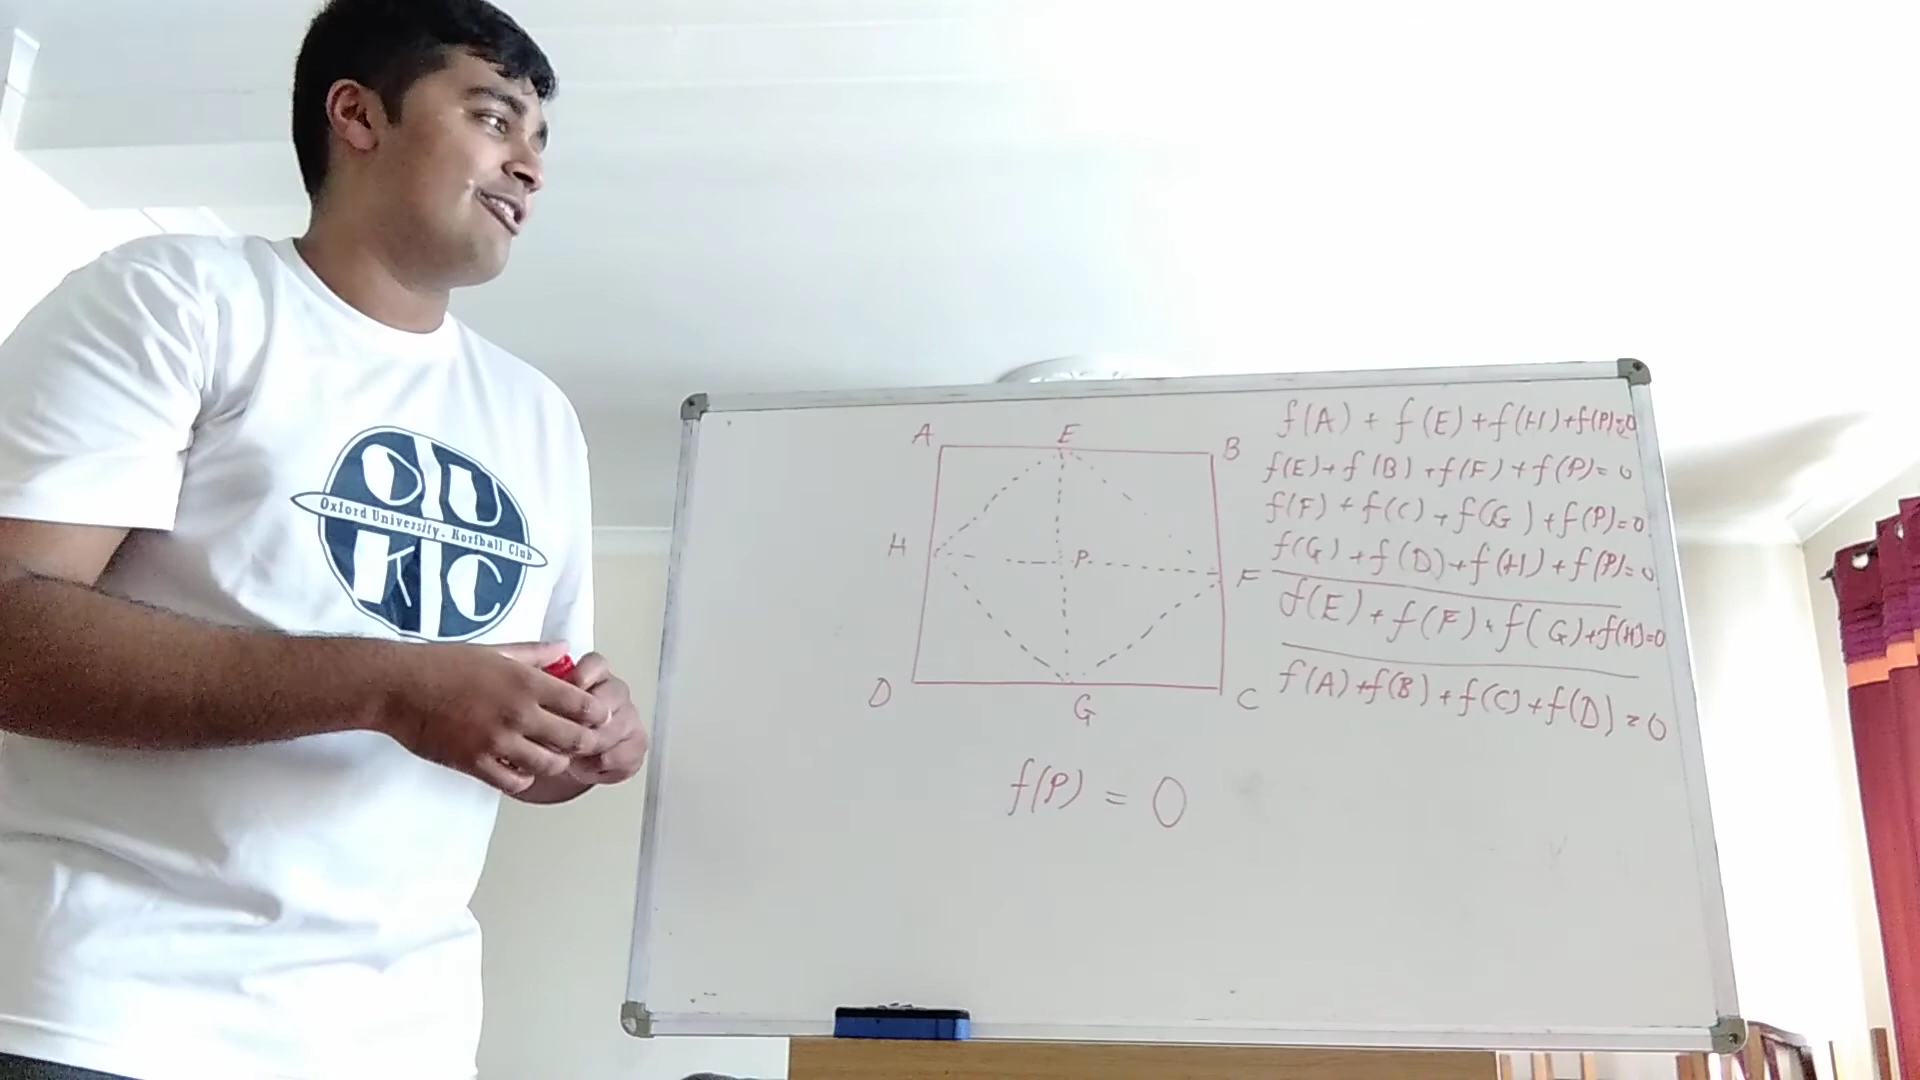 OU
Oxford University Korfball Club
KC
A E B
H P F
D G C
f(A) + f(E) + f(H) + f(P) = 0
f(E) + f(B) + f(F) + f(P) = 0
f(F) + f(C) + f(G) + f(P) = 0
f(G) + f(D) + f(H) + f(P) = 0
f(E) + f(F) + f(G) + f(H) = 0
f(A) + f(B) + f(C) + f(D) = 0
f(P) = 0